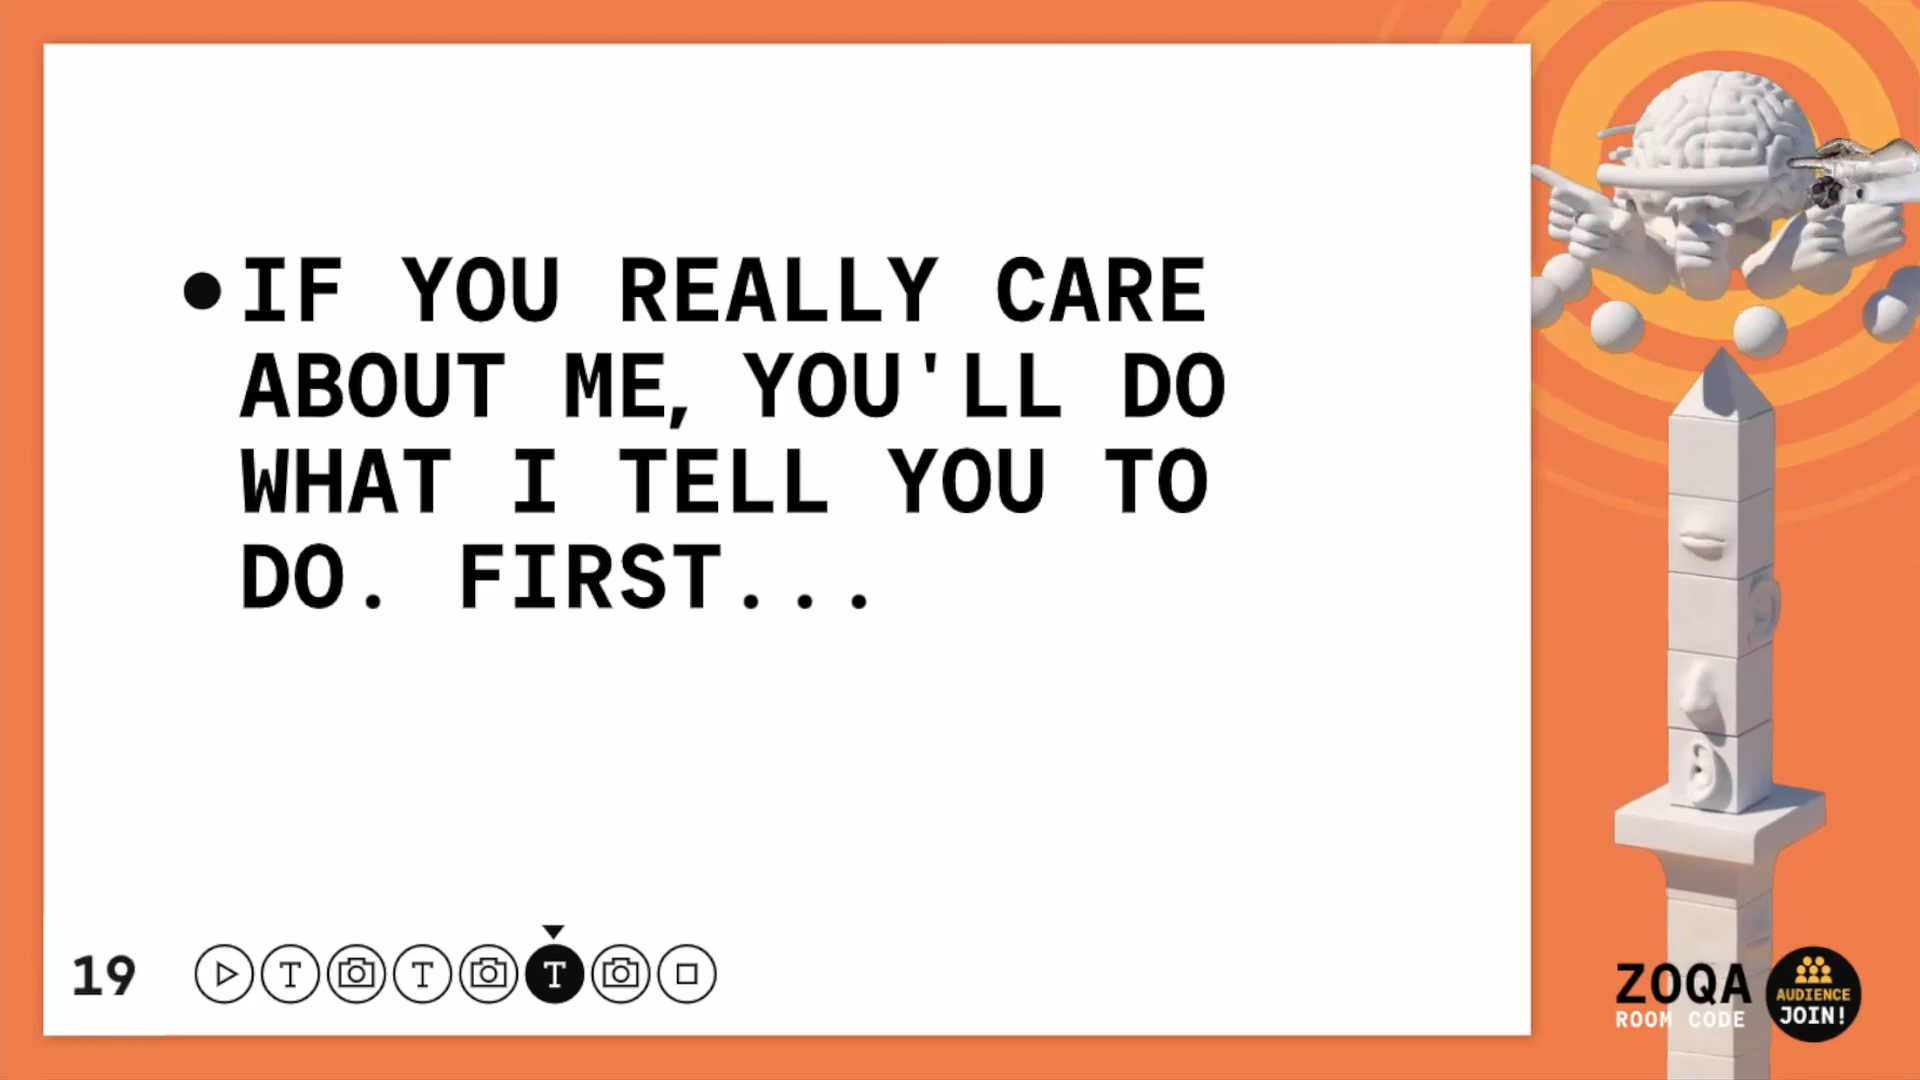 ● IF YOU REALLY CARE
ABOUT ME, YOU'LL DO
WHAT I TELL YOU TO
DO. FIRST...
19
T
T
T
ZOQA
ROOM CODE
AUDIENCE
JOIN!